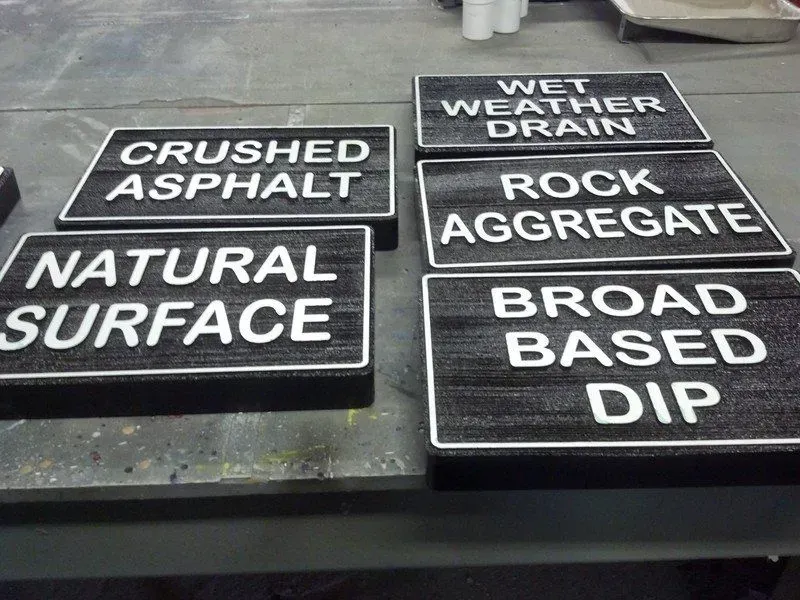 CRUSHED
ASPHALT
NATURAL
SURFACE
WET
WEATHER
DRAIN
ROCK
AGGREGATE
BROAD
BASED
DIP